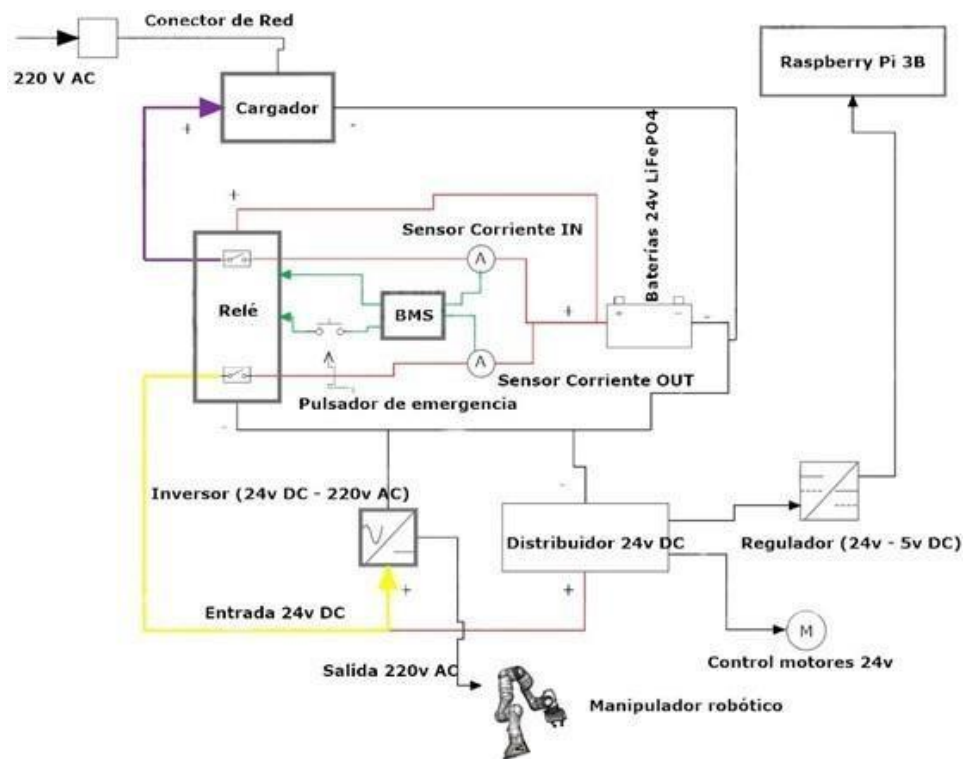 Conector de Red
220 V AC
Cargador
+
-
Raspberry Pi 3B
Baterías 24v LiFePO4
-
+
Sensor Corriente IN
A
Relé
BMS
+
+
-
-
A
Sensor Corriente OUT
Pulsador de emergencia
-
Inversor (24v DC - 220v AC)
-
Distribuidor 24v DC
Regulador (24v - 5v DC)
+
+
Entrada 24v DC
M
Control motores 24v
Salida 220v AC
Manipulador robótico